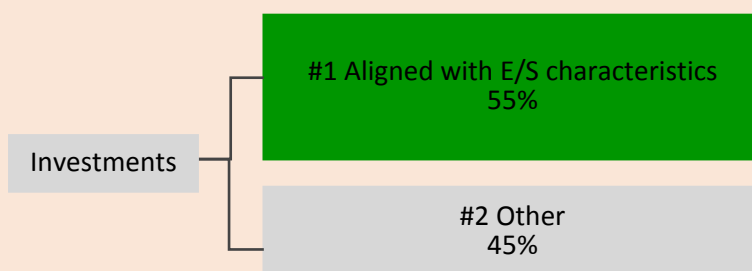 #1 Aligned with E/S characteristics
55%
Investments
#2 Other
45%